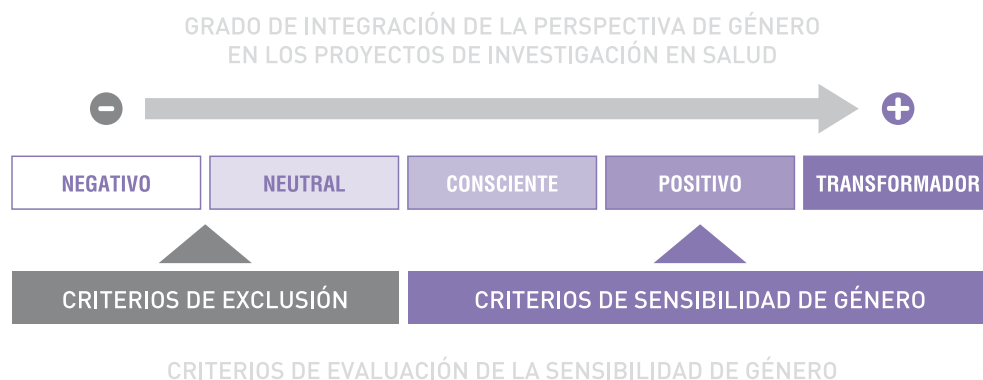 GRADO DE INTEGRACIÓN DE LA PERSPECTIVA DE GÉNERO
EN LOS PROYECTOS DE INVESTIGACIÓN EN SALUD
NEGATIVO
NEUTRAL
CONSCIENTE
POSITIVO
TRANSFORMADOR
CRITERIOS DE EXCLUSIÓN
CRITERIOS DE SENSIBILIDAD DE GÉNERO
CRITERIOS DE EVALUACIÓN DE LA SENSIBILIDAD DE GÉNERO